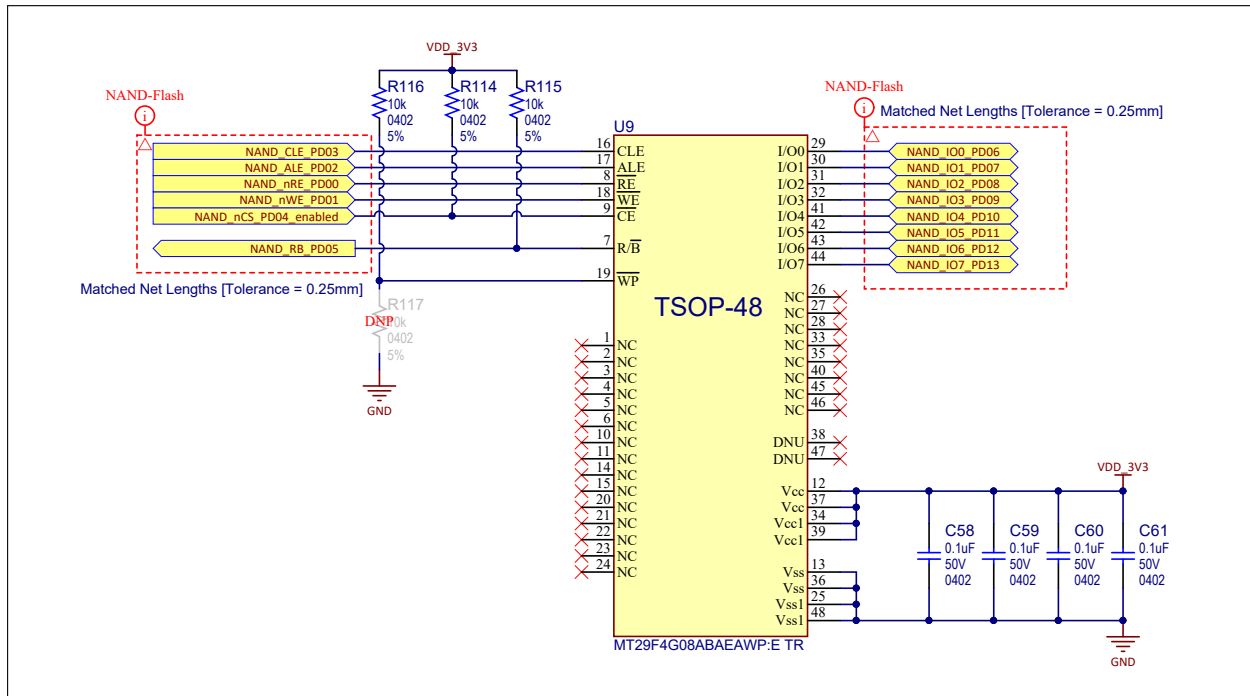 VDD_3V3
R116
10k
0402
5%
R114
10k
0402
5%
R115
10k
0402
5%
NAND-Flash
i
NAND-Flash
i
Matched Net Lengths [Tolerance = 0.25mm]
U9
NAND_CLE_PD03
16
CLE
NAND_ALE_PD02
17
ALE
NAND_nRE_PD00
8
RE
NAND_nWE_PD01
18
WE
NAND_nCS_PD04_enabled
9
CE
NAND_RB_PD05
7
R/B
19
WP
Matched Net Lengths [Tolerance = 0.25mm]
R117
DNP
0402
5%
GND
TSOP-48
I/O0
29
NAND_IO0_PD06
I/O1
30
NAND_IO1_PD07
I/O2
31
NAND_IO2_PD08
I/O3
32
NAND_IO3_PD09
I/O4
41
NAND_IO4_PD10
I/O5
42
NAND_IO5_PD11
I/O6
43
NAND_IO6_PD12
I/O7
44
NAND_IO7_PD13
1
NC
2
NC
3
NC
4
NC
5
NC
6
NC
10
NC
11
NC
14
NC
15
NC
20
NC
21
NC
22
NC
23
NC
24
NC
NC
26
NC
27
NC
28
NC
33
NC
35
NC
40
NC
45
NC
46
DNU
38
DNU
47
Vcc
12
Vcc
37
Vcc1
34
Vcc1
39
Vss
13
Vss
36
Vss1
25
Vss1
48
MT29F4G08ABAEAWP:E TR
VDD_3V3
C58
0.1uF
50V
0402
C59
0.1uF
50V
0402
C60
0.1uF
50V
0402
C61
0.1uF
50V
0402
GND